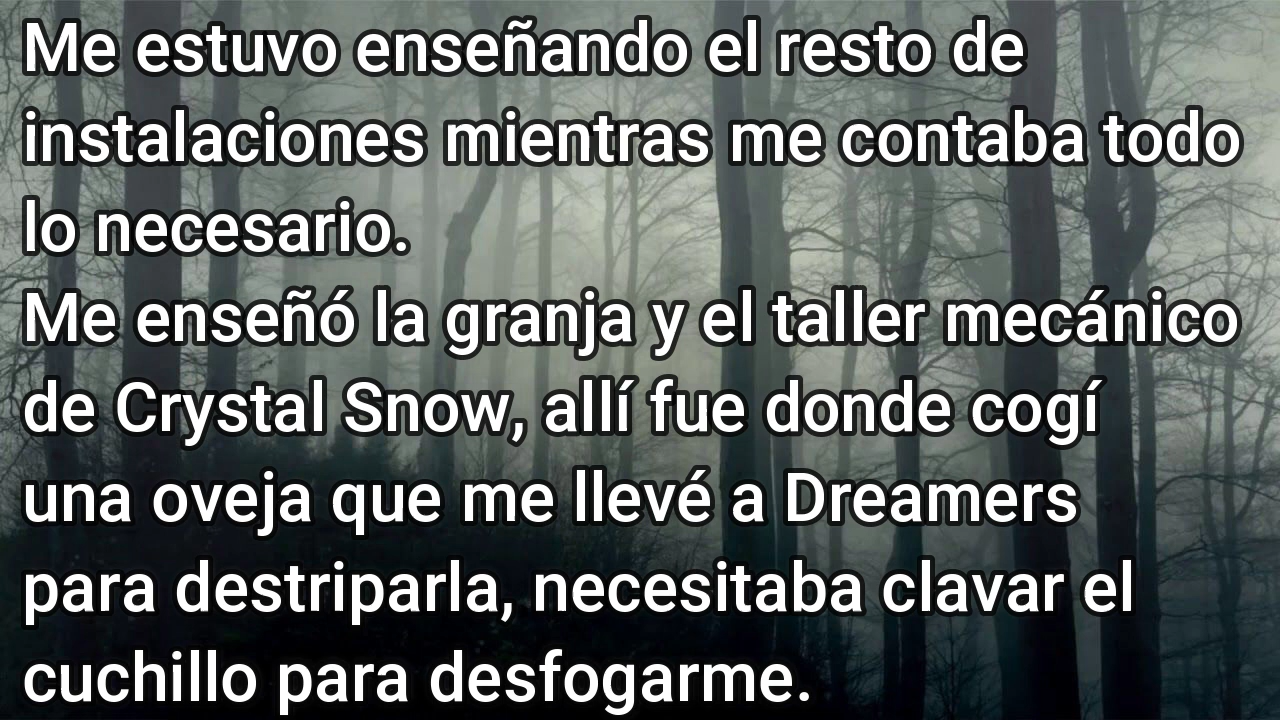 Me estuvo enseñando el resto de
instalaciones mientras me contaba todo
lo necesario.
Me enseñó la granja y el taller mecánico
de Crystal Snow, allí fue donde cogí
una oveja que me llevé a Dreamers
para destriparla, necesitaba clavar el
cuchillo para desfogarme.